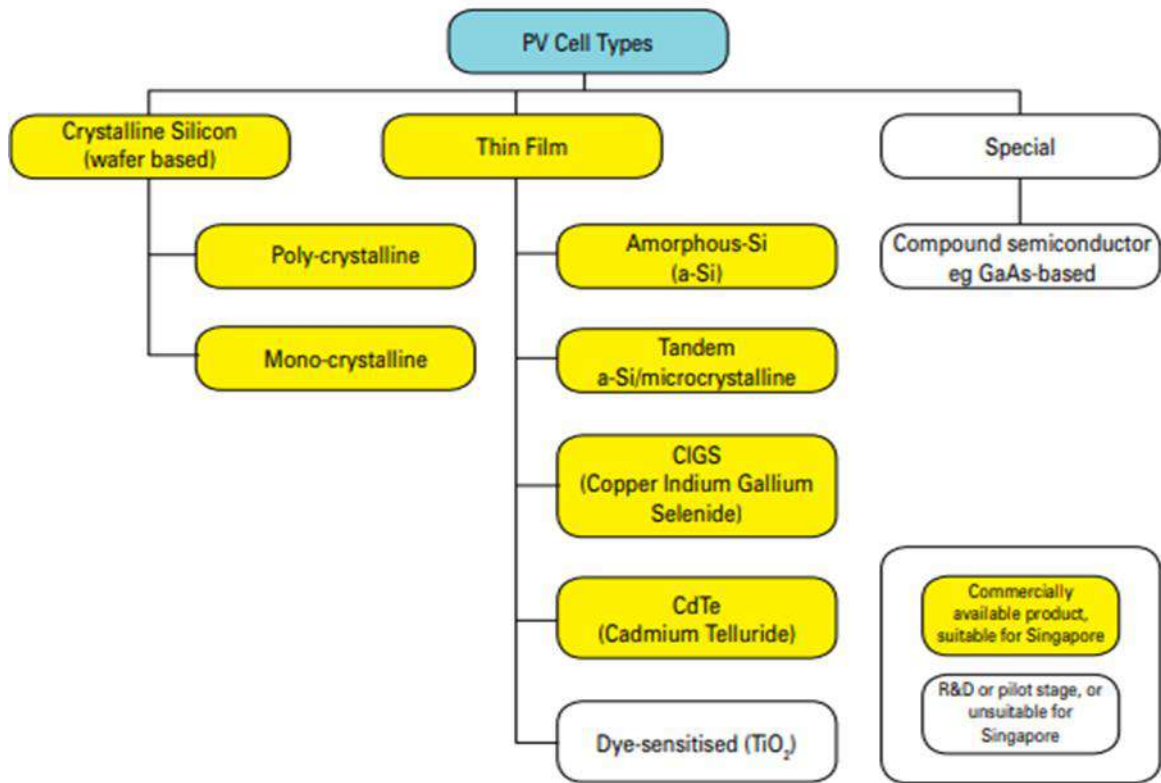 PV Cell Types
Crystalline Silicon
(wafer based)
Thin Film
Special
Poly-crystalline
Amorphous-Si
(a-Si)
Compound semiconductor
eg GaAs-based
Mono-crystalline
Tandem
a-Si/microcrystalline
CIGS
(Copper Indium Gallium
Selenide)
CdTe
(Cadmium Telluride)
Dye-sensitised (TiO₂)
Commercially
available product,
suitable for Singapore
R&D or pilot stage, or
unsuitable for
Singapore